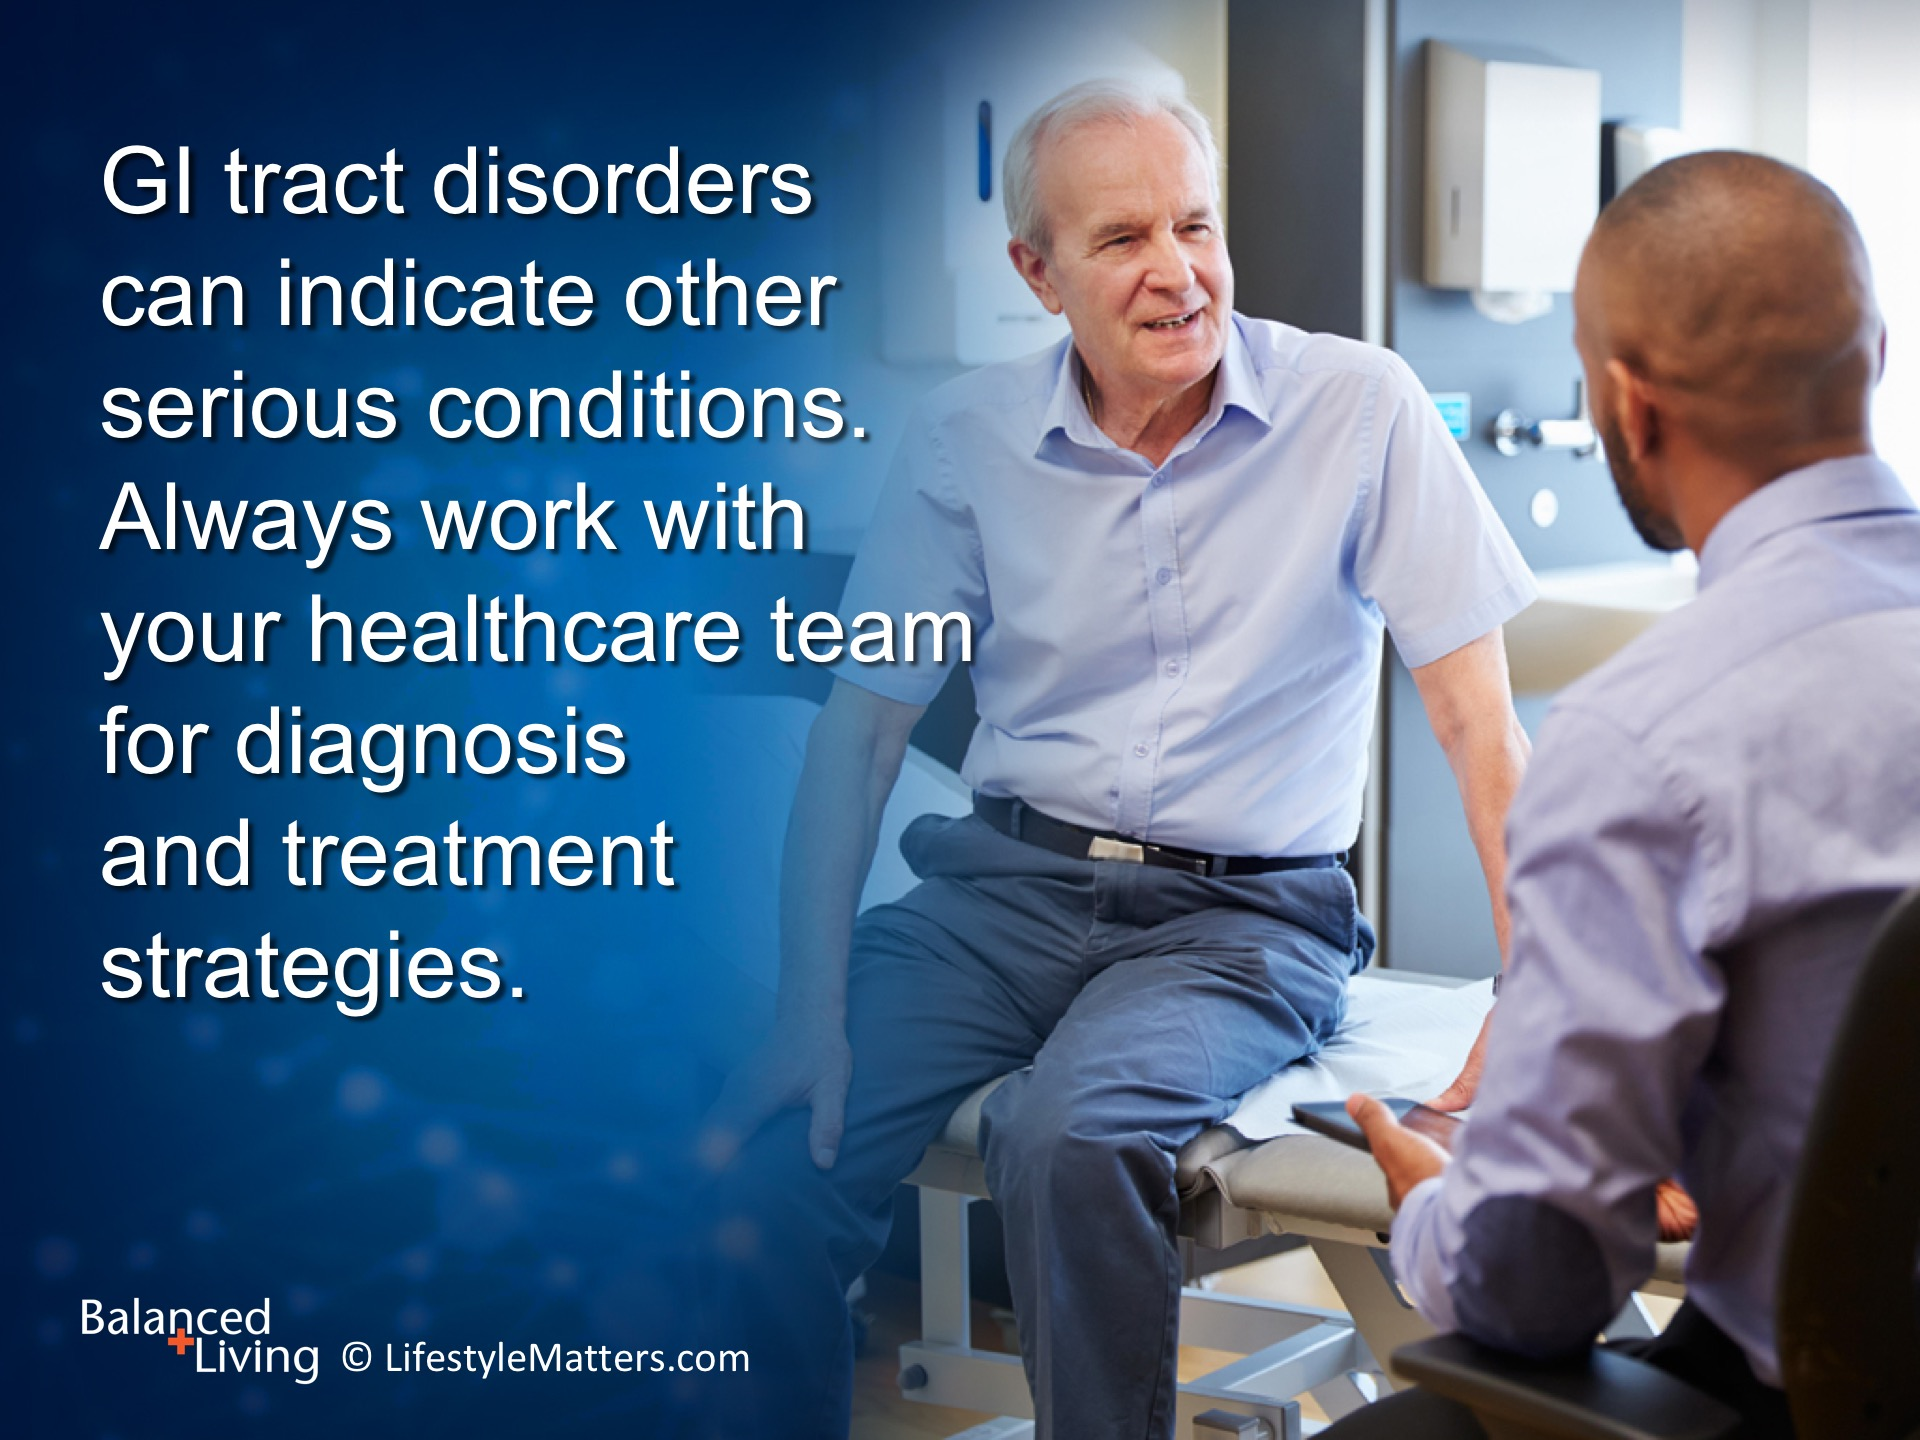 GI tract disorders
can indicate other
serious conditions.
Always work with
your healthcare team
for diagnosis
and treatment
strategies.
Balanced
Living © LifestyleMatters.com